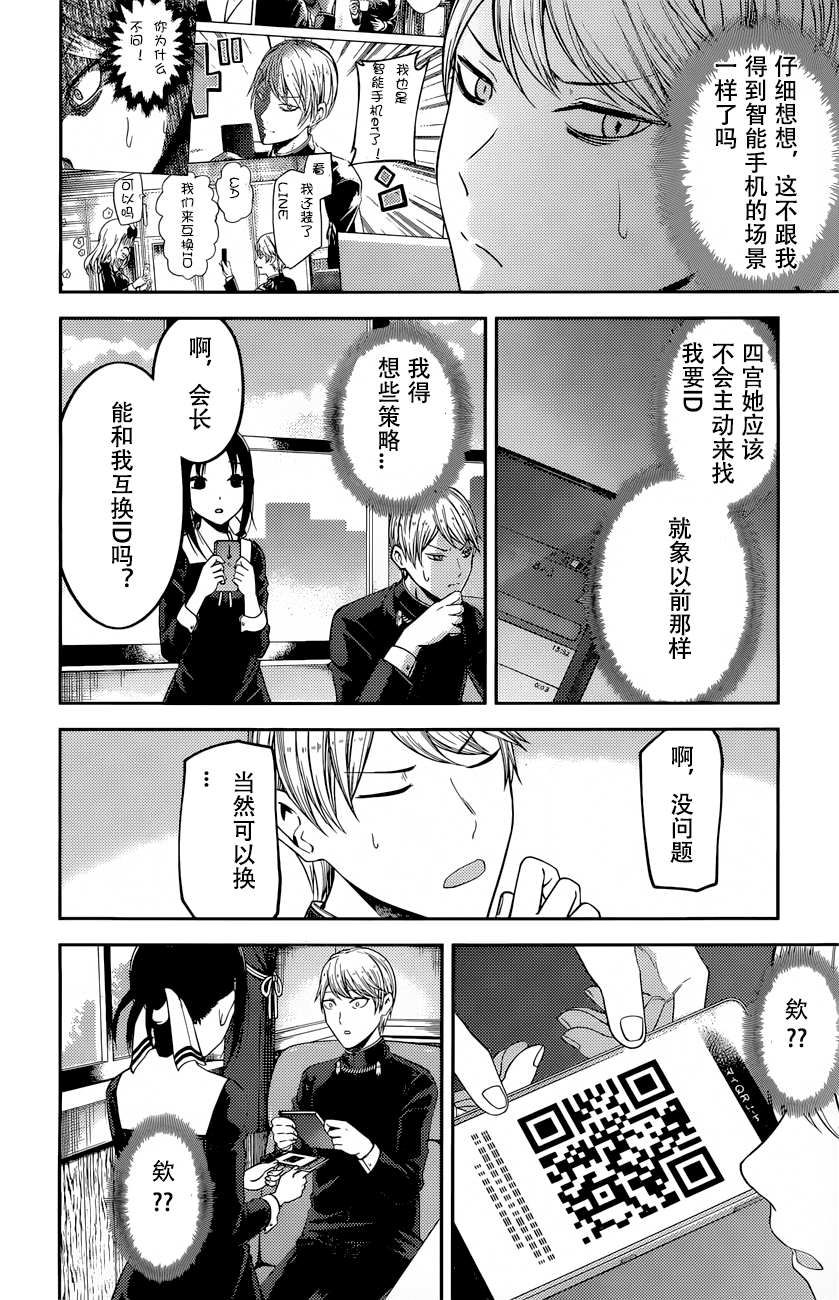 仔细想想，这不跟我
得到智能手机的场景
一样了吗
我也是
智能手机er了！
你为什么
不问！
看
我还装了
LINE
CA
我们来互换ID
可以吗
四宫她应该
不会主动来找
我要ID
就象以前那样
我得
想些策略…
啊，会长
能和我互换ID吗？
啊，没问题
…
当然可以换
欸
??
欸
??